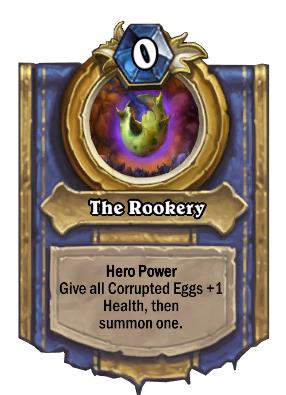 0
The Rookery
Hero Power
Give all Corrupted Eggs +1
Health, then
summon one.